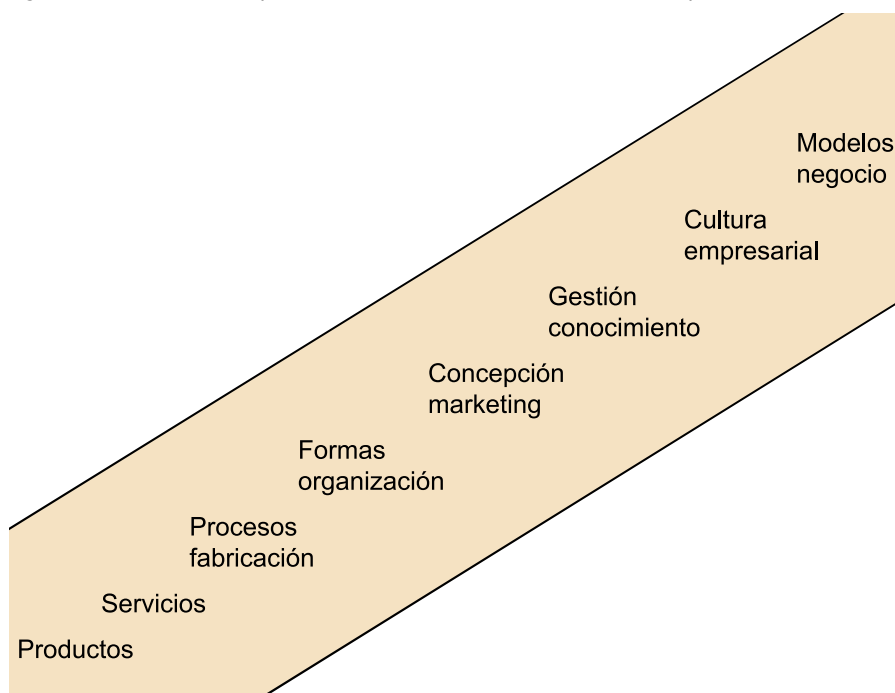 Modelos
negocio
Cultura
empresarial
Gestión
conocimiento
Concepción
marketing
Formas
organización
Procesos
fabricación
Servicios
Productos